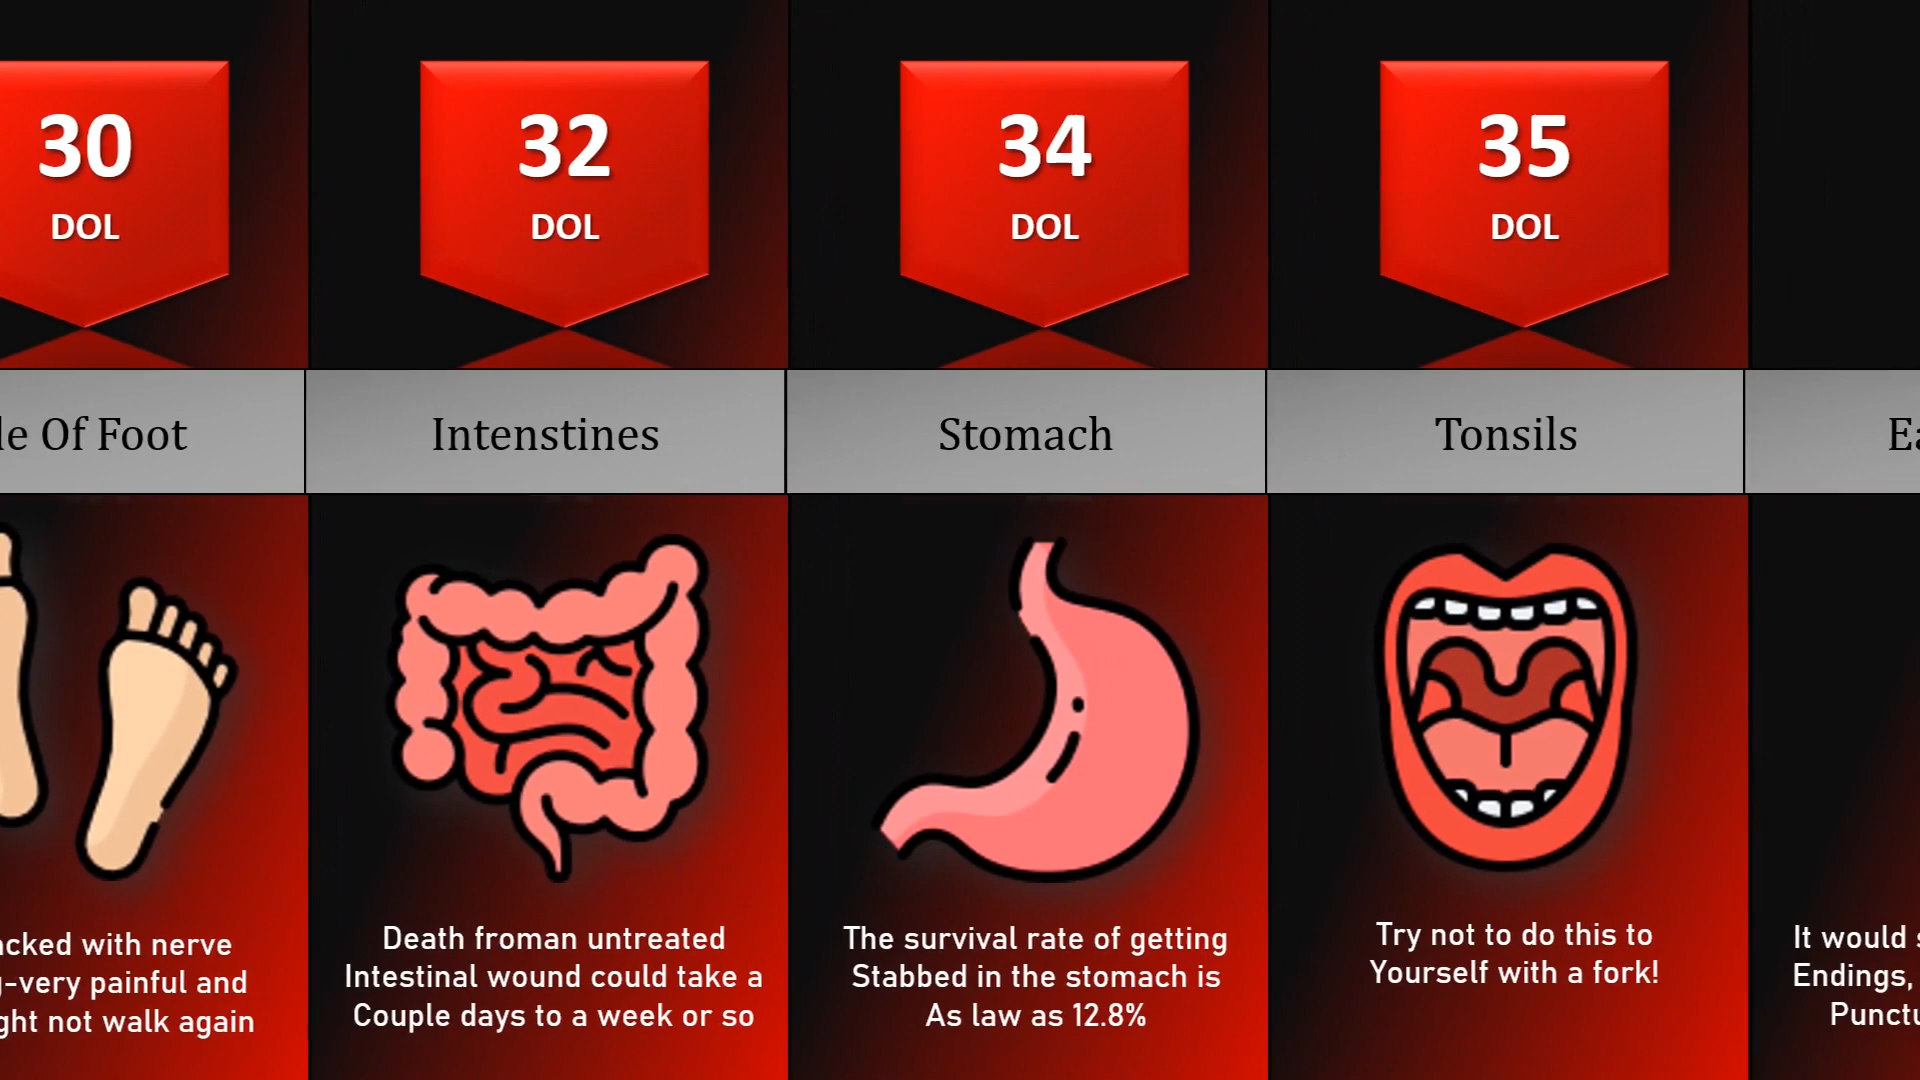 30
DOL
32
DOL
34
DOL
35
DOL
Of Foot
Intenstines
Stomach
Tonsils
with nerve
very painful and
not walk again
Death froman untreated
Intestinal wound could take a
Couple days to a week or so
The survival rate of getting
Stabbed in the stomach is
As law as 12.8%
Try not to do this to
Yourself with a fork!
It would
Endings,